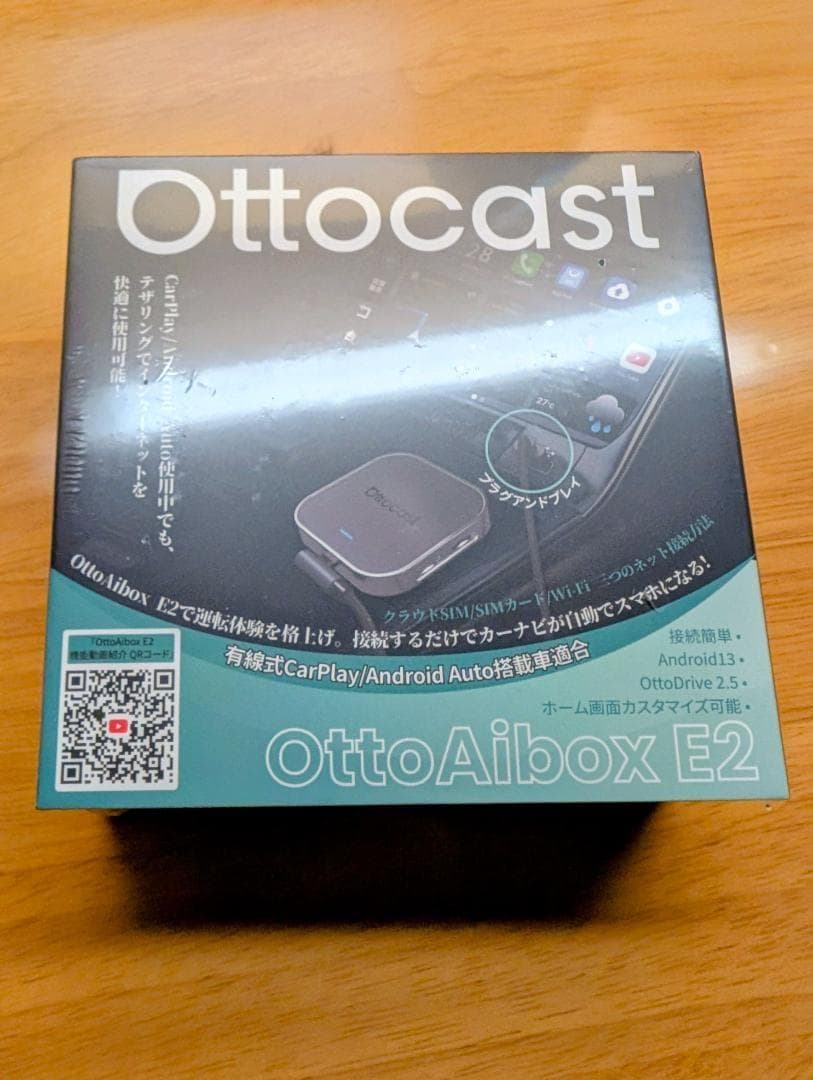 Ottocast
CarPlay/Android Auto使用中でも、
テザリングでインターネットを
快適に使用可能！
28
27℃
プラグアンドプレイ
Ottocast
クラウドSIM/SIMカード/Wi-Fi 三つのネット接続方法
OttoAibox E2で運転体験を格上げ。接続するだけでカーナビが自動でスマホになる!
有線式CarPlay/Android Auto搭載車適合
「OttoAibox E2
機能動画紹介 QRコード」
接続簡単•
Android13•
OttoDrive 2.5•
ホーム画面カスタマイズ可能•
OttoAibox E2